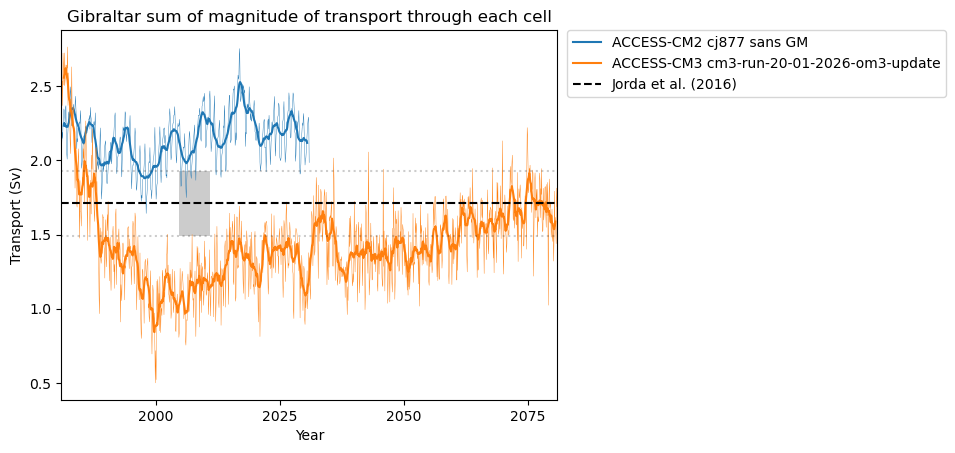 Gibraltar sum of magnitude of transport through each cell
ACCESS-CM2 cj877 sans GM
ACCESS-CM3 cm3-run-20-01-2026-om3-update
Jorda et al. (2016)
Transport (Sv)
2.5
2.0
1.5
1.0
0.5
2000
2025
2050
2075
Year